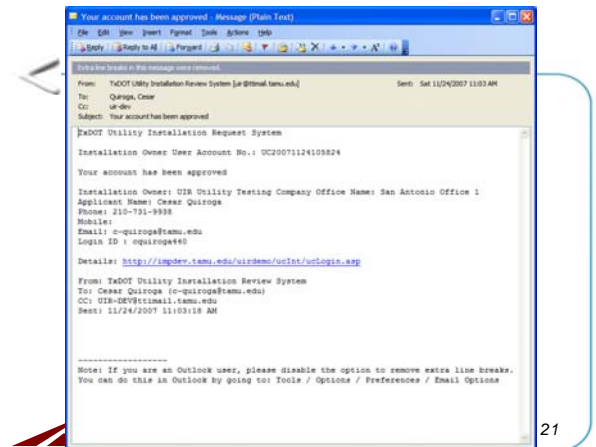 Your account has been approved - Message (Plain Text)
File Edit View Insert Format Tools Actions Help
Reply Reply to All Forward
Extra line breaks in this message were removed.
From: TxDOT Utility Installation Review System [uir@ttimail.tamu.edu] Sent: Sat 11/24/2007 11:03 AM
To: Quiroga, Cesar
Cc: uir-dev
Subject: Your account has been approved
TxDOT Utility Installation Request System
Installation Owner User Account No.: UC20071124105824
Your account has been approved
Installation Owner: UIR Utility Testing Company Office Name: San Antonio Office 1
Applicant Name: Cesar Quiroga
Phone: 210-731-9938
Mobile:
Email: c-quiroga@tamu.edu
Login ID : cquiroga440
Details: http://impdev.tamu.edu/uirdemo/ucInt/ucLogin.asp
From: TxDOT Utility Installation Review System
To: Cesar Quiroga (c-quiroga@tamu.edu)
CC: UIR-DEV@ttimail.tamu.edu
Sent: 11/24/2007 11:03:18 AM
-----------------
Note: If you are an Outlook user, please disable the option to remove extra line breaks.
You can do this in Outlook by going to: Tools / Options / Preferences / Email Options
21